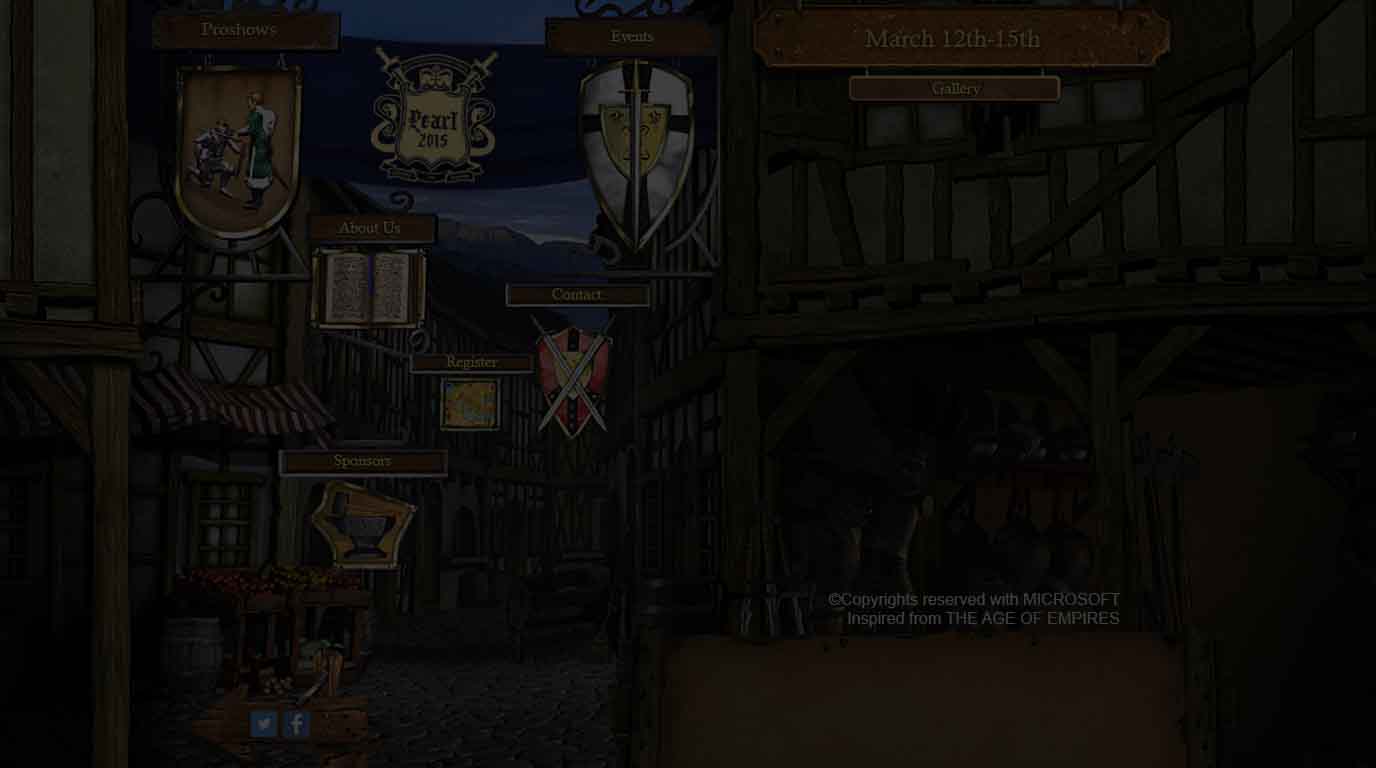 Proshows
Events
March 12th-15th
Gallery
Pearl
2015
About Us
Contact
Register
Sponsors
©Copyrights reserved with MICROSOFT
Inspired from THE AGE OF EMPIRES